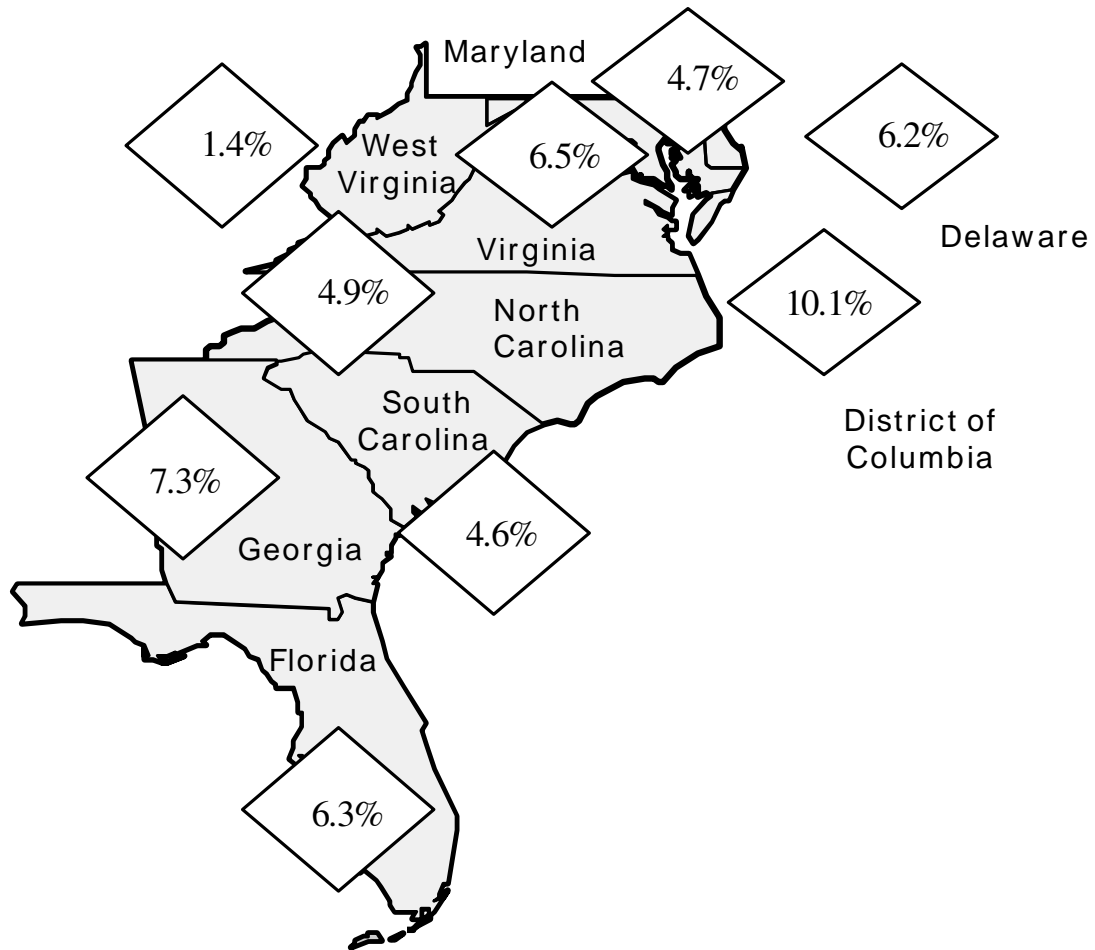 Maryland
4.7%
1.4%
West
Virginia
6.5%
6.2%
Delaware
Virginia
4.9%
North
Carolina
10.1%
South
Carolina
District of
Columbia
7.3%
4.6%
Georgia
Florida
6.3%